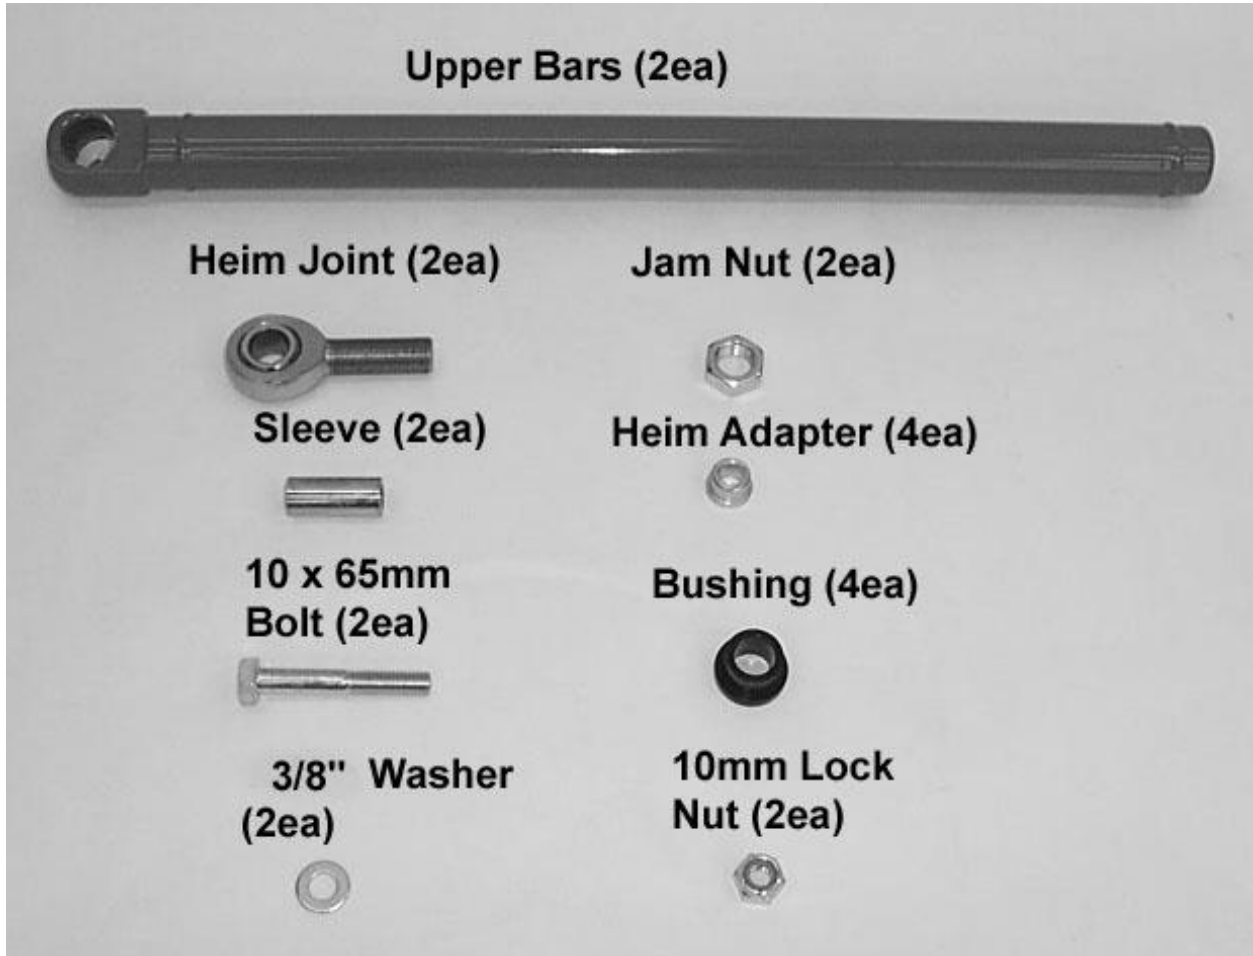 Upper Bars (2ea)
Heim Joint (2ea)
Jam Nut (2ea)
Sleeve (2ea)
Heim Adapter (4ea)
10 x 65mm
Bolt (2ea)
Bushing (4ea)
3/8" Washer
(2ea)
10mm Lock
Nut (2ea)